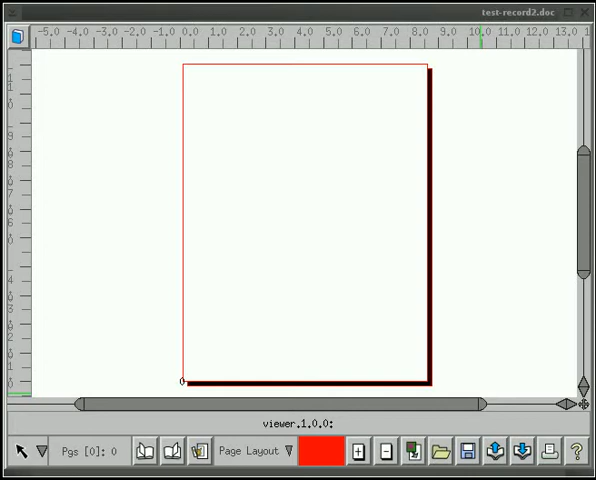 test-record2.doc
-5.0 -4.0 -3.0 -2.0 -1.0 0.0 1.0 2.0 3.0 4.0 5.0 6.0 7.0 8.0 9.0 10.0 11.0 12.0 13.0 1
0
viewer.1.0.0:
Pgs [0]: 0 Page Layout + - ?